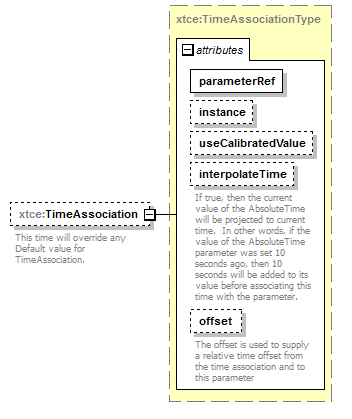 xtce:TimeAssociationType
attributes
parameterRef
instance
useCalibratedValue
interpolateTime
If true, then the current
value of the AbsoluteTime
will be projected to current
time.  In other words, if the
value of the AbsoluteTime
parameter was set 10
seconds ago, then 10
seconds will be added to its
value before associating this
time with the parameter.
xtce:TimeAssociation
This time will override any
Default value for
TimeAssociation.
offset
The offset is used to supply
a relative time offset from
the time association and to
this parameter